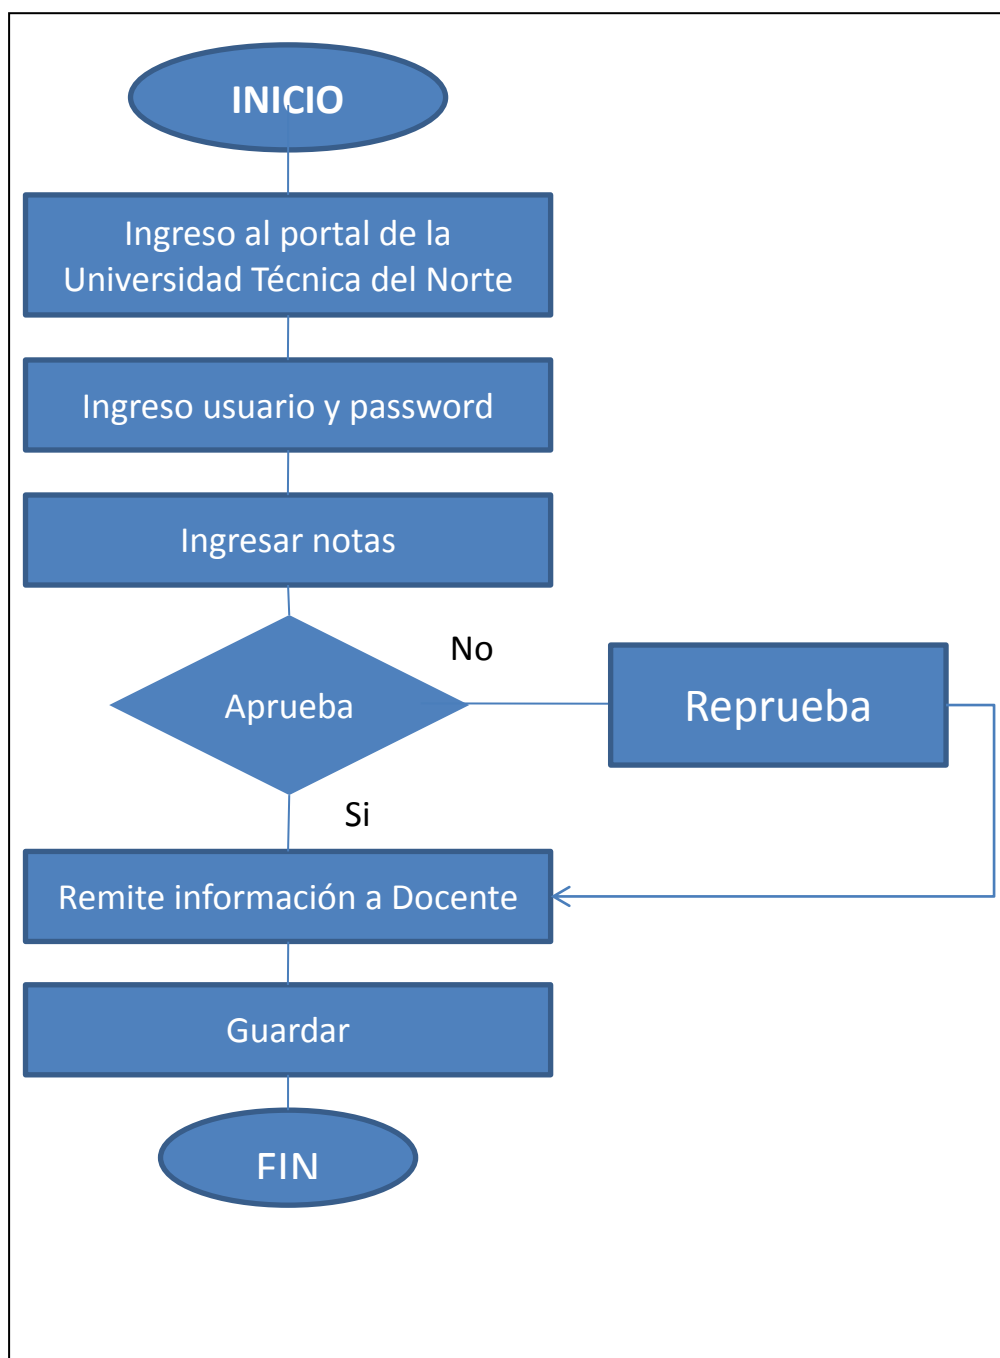 INICIO
Ingreso al portal de la
Universidad Técnica del Norte
Ingreso usuario y password
Ingresar notas
No
Aprueba
Reprueba
Si
Remite información a Docente
Guardar
FIN